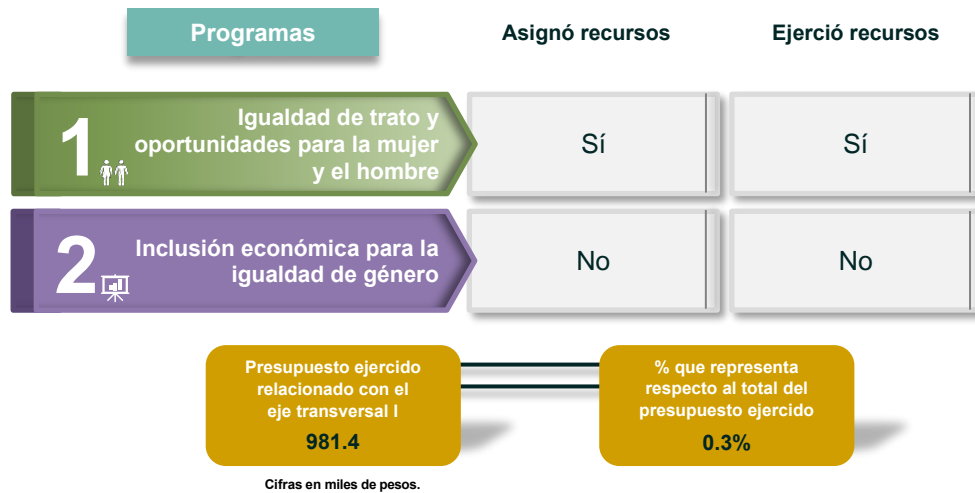 Programas
Asignó recursos
Ejerció recursos
1
Igualdad de trato y
oportunidades para la mujer
y el hombre
Sí
Sí
2
Inclusión económica para la
igualdad de género
No
No
Presupuesto ejercido
relacionado con el
eje transversal I
981.4
% que representa
respecto al total del
presupuesto ejercido
0.3%
Cifras en miles de pesos.